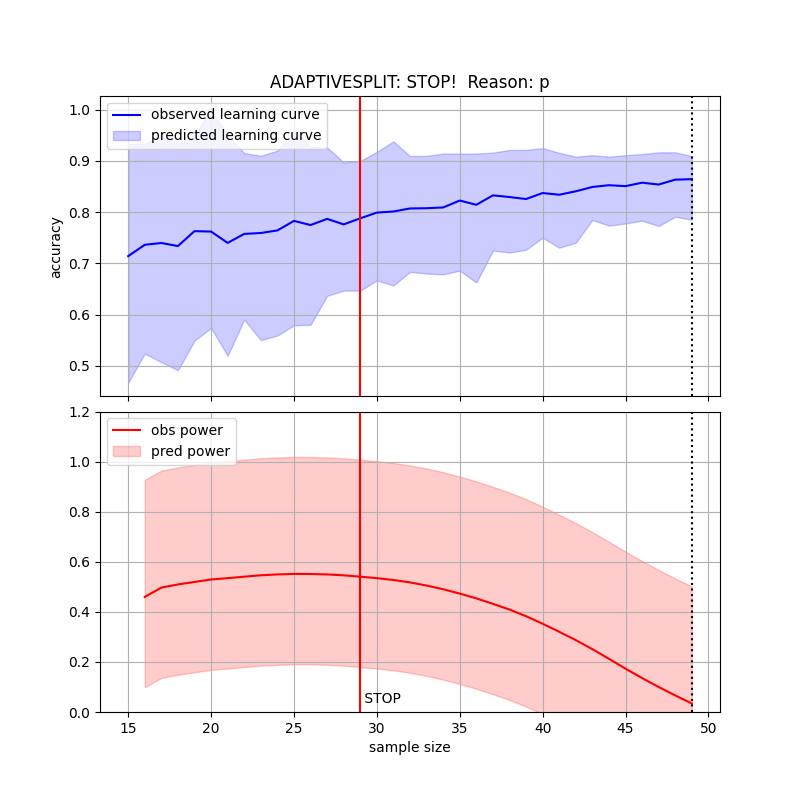 ADAPTIVESPLIT: STOP!  Reason: p
1.0
observed learning curve
predicted learning curve
0.9
0.8
accuracy
0.7
0.6
0.5
1.2
obs power
pred power
1.0
0.8
0.6
0.4
0.2
STOP
0.0
15 20 25 30 35 40 45 50
sample size